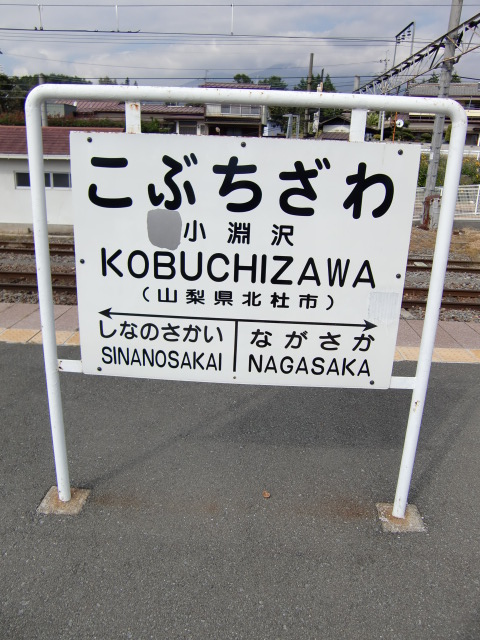 こぶちざわ
小淵沢
KOBUCHIZAWA
(山梨県北杜市)
しなのさかい ながさか
SINANOSAKAI NAGASAKA